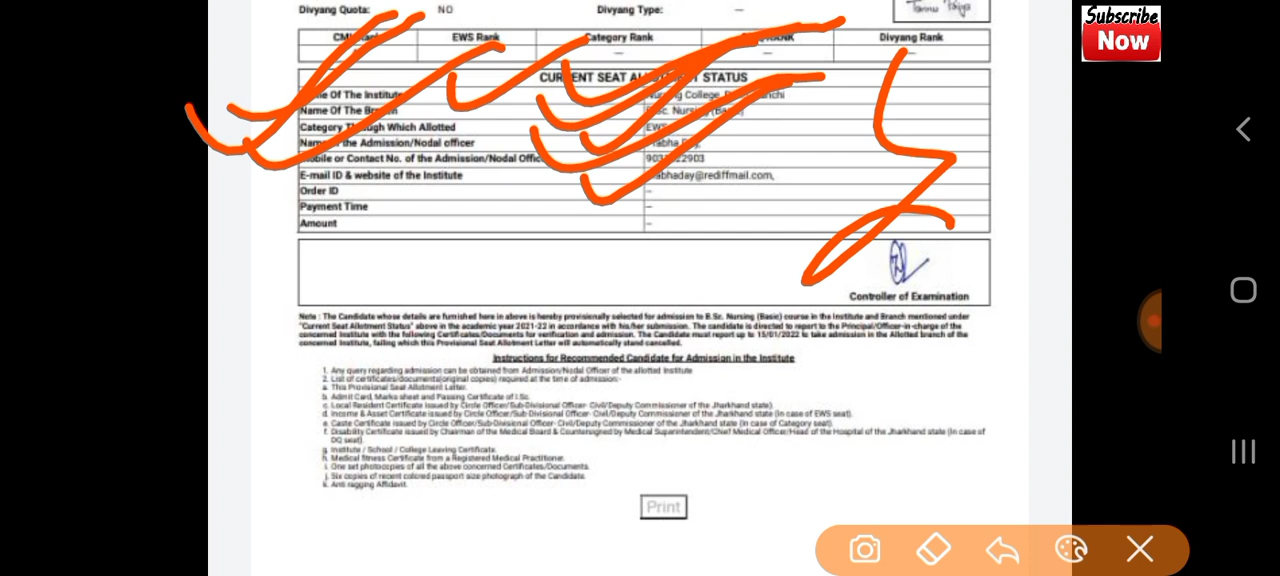 Subscribe
Now
Divyang Quota: NO Divyang Type: —
EWS Rank Category Rank RANK Divyang Rank
— — —
SEAT STATUS
Of The Institute College,
Name Of The Nursing
Category Through Which Allotted EWS
the Admission/Nodal officer
or Contact No. of the Admission/Nodal
E-mail ID & website of the Institute
Order ID –
Payment Time –
Amount –
Controller of Examination
Note : The Candidate whose details are furnished here in above is hereby provisionally selected for admission to B.Sc. Nursing (Basic) course in the Institute and Branch mentioned under
"Current Seat Allotment Status" above in the academic year 2021-22 in accordance with his/her submission. The candidate is directed to report to the Principal/Officer-in-charge of the
concerned Institute with the following Certificates/Documents for verification and admission. The Candidate must report up to 15/01/2022 to take admission in the Allotted branch of the
concerned Institute, failing which this Provisional Seat Allotment Letter will automatically stand cancelled.
Instructions for Recommended Candidate for Admission in the Institute
1. Any query regarding admission can be obtained from Admission/Nodal Officer of the allotted Institute
2. List of certificates/documents(original copies) required at the time of admission:-
a. This Provisional Seat Allotment Letter.
b. Admit Card, Marks sheet and Passing Certificate of I.Sc.
c. Local Resident Certificate issued by Circle Officer/Sub-Divisional Officer- Civil/Deputy Commissioner of the Jharkhand state).
d. Income & Asset Certificate issued by Circle Officer/Sub-Divisional Officer- Civil/Deputy Commissioner of the Jharkhand state (in case of EWS seat).
e. Caste Certificate issued by Circle Officer/Sub-Divisional Officer- Civil/Deputy Commissioner of the Jharkhand state (in case of Category seat).
f. Disability Certificate issued by Chairman of the Medical Board & Countersigned by Medical Superintendent/Chief Medical Officer/Head of the Hospital of the Jharkhand state (in case of
DQ seat).
g. Institute / School / College Leaving Certificate.
h. Medical fitness Certificate from a Registered Medical Practitioner.
i. One set photocopies of all the above concerned Certificates/Documents.
j. Six copies of recent colored passport size photograph of the Candidate.
k. Anti ragging Affidavit.
Print